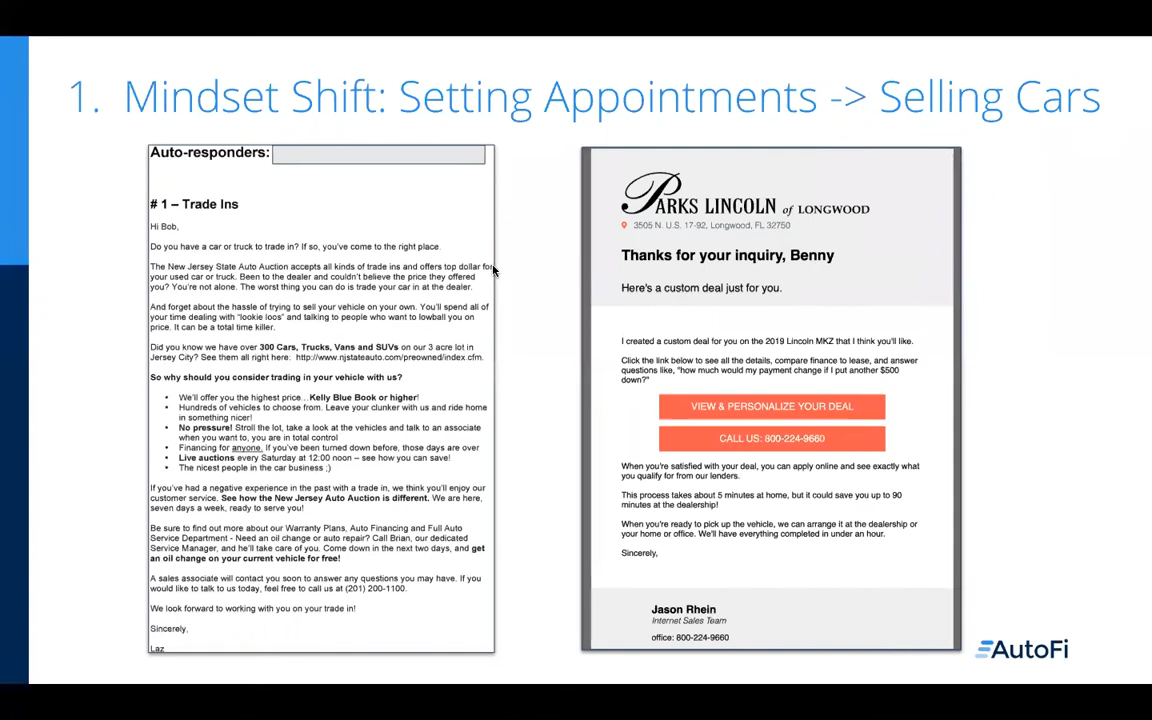 1. Mindset Shift: Setting Appointments -> Selling Cars
Auto-responders:
# 1 – Trade Ins
Hi Bob,
Do you have a car or truck to trade in? If so, you've come to the right place.
The New Jersey State Auto Auction accepts all kinds of trade ins and offers top dollar for
your used car or truck. Been to the dealer and couldn't believe the price they offered
you? You're not alone. The worst thing you can do is trade your car in at the dealer.
And forget about the hassle of trying to sell your vehicle on your own. You'll spend all of
your time dealing with "lookie loos" and talking to people who want to lowball you on
price. It can be a total time killer.
Did you know we have over 300 Cars, Trucks, Vans and SUVs on our 3 acre lot in
Jersey City? See them all right here: http://www.njstateauto.com/preowned/index.cfm.
So why should you consider trading in your vehicle with us?
• We'll offer you the highest price…Kelly Blue Book or higher!
• Hundreds of vehicles to choose from. Leave your clunker with us and ride home
in something nicer!
• No pressure! Stroll the lot, take a look at the vehicles and talk to an associate
when you want to, you are in total control
• Financing for anyone. If you've been turned down before, those days are over
• Live auctions every Saturday at 12:00 noon – see how you can save!
• The nicest people in the car business ;)
If you've had a negative experience in the past with a trade in, we think you'll enjoy our
customer service. See how the New Jersey Auto Auction is different. We are here,
seven days a week, ready to serve you!
Be sure to find out more about our Warranty Plans, Auto Financing and Full Auto
Service Department - Need an oil change or auto repair? Call Brian, our dedicated
Service Manager, and he'll take care of you. Come down in the next two days, and get
an oil change on your current vehicle for free!
A sales associate will contact you soon to answer any questions you may have. If you
would like to talk to us today, feel free to call us at (201) 200-1100.
We look forward to working with you on your trade in!
Sincerely,
Laz
PARKS LINCOLN of LONGWOOD
3505 N. U.S. 17-92, Longwood, FL 32750
Thanks for your inquiry, Benny
Here's a custom deal just for you.
I created a custom deal for you on the 2019 Lincoln MKZ that I think you'll like.
Click the link below to see all the details, compare finance to lease, and answer
questions like, "how much would my payment change if I put another $500
down?"
VIEW & PERSONALIZE YOUR DEAL
CALL US: 800-224-9660
When you're satisfied with your deal, you can apply online and see exactly what
you qualify for from our lenders.
This process takes about 5 minutes at home, but it could save you up to 90
minutes at the dealership!
When you're ready to pick up the vehicle, we can arrange it at the dealership or
your home or office. We'll have everything completed in under an hour.
Sincerely,
Jason Rhein
Internet Sales Team
office: 800-224-9660
AutoFi